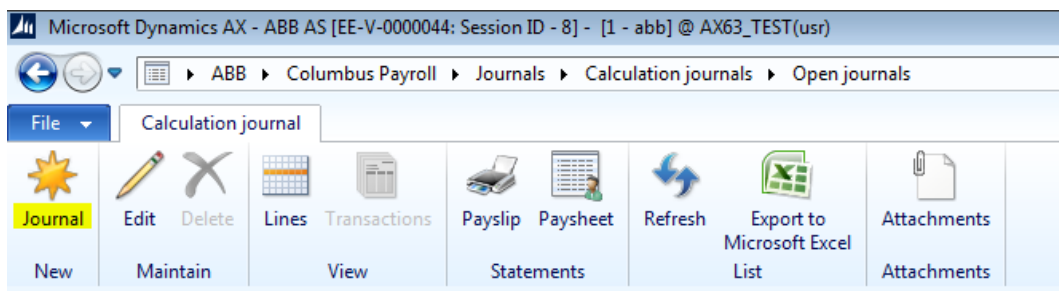 Microsoft Dynamics AX - ABB AS [EE-V-0000044: Session ID - 8] - [1 - abb] @ AX63_TEST(usr)
ABB Columbus Payroll Journals Calculation journals Open journals
File Calculation journal
Journal Edit Delete Lines Transactions Payslip Paysheet Refresh Export to Microsoft Excel Attachments
New Maintain View Statements List Attachments